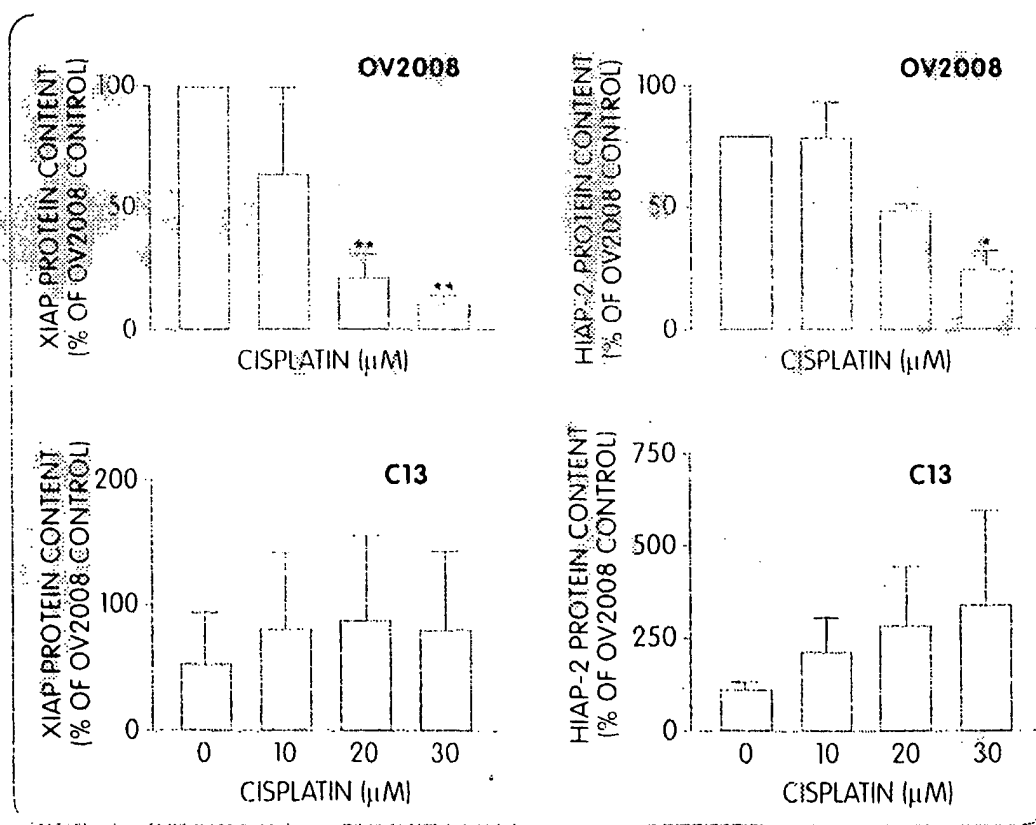 OV2008
XIAP PROTEIN CONTENT
(% OF OV2008 CONTROL)
100
50
0
**
**
CISPLATIN (μM)
OV2008
HIAP-2 PROTEIN CONTENT
(% OF OV2008 CONTROL)
100
50
0
*
CISPLATIN (μM)
C13
XIAP PROTEIN CONTENT
(% OF OV2008 CONTROL)
200
100
0
0 10 20 30
CISPLATIN (μM)
C13
HIAP-2 PROTEIN CONTENT
(% OF OV2008 CONTROL)
750
500
250
0
0 10 20 30
CISPLATIN (μM)